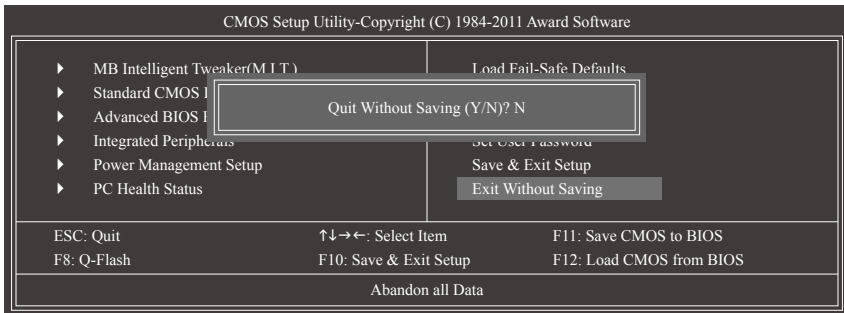 CMOS Setup Utility-Copyright (C) 1984-2011 Award Software
MB Intelligent Tweaker(M.I.T.)
Standard CMOS
Advanced BIOS
Integrated Peripherals
Power Management Setup
PC Health Status
Load Fail-Safe Defaults
Set User Password
Save & Exit Setup
Exit Without Saving
Quit Without Saving (Y/N)? N
ESC: Quit
↑↓→←: Select Item
F11: Save CMOS to BIOS
F8: Q-Flash
F10: Save & Exit Setup
F12: Load CMOS from BIOS
Abandon all Data